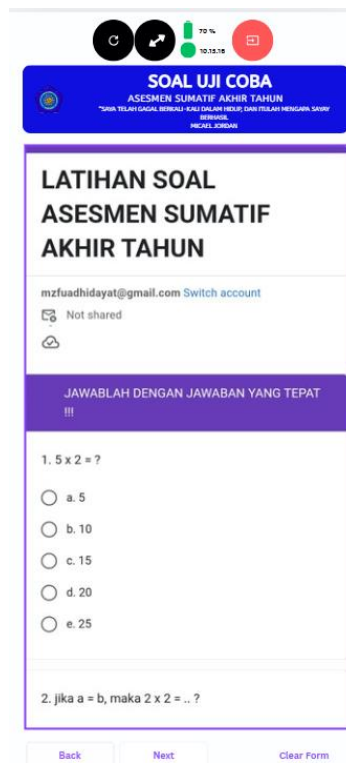 70 %
10.15.16
SOAL UJI COBA
ASESMEN SUMATIF AKHIR TAHUN
"SAYA TELAH GAGAL BERKALI-KALI DALAM HIDUP, DAN ITULAH MENGAPA SAYAY
BERHASIL
MICAEL JORDAN
LATIHAN SOAL
ASESMEN SUMATIF
AKHIR TAHUN
mzfuadhidayat@gmail.com Switch account
Not shared
JAWABLAH DENGAN JAWABAN YANG TEPAT
!!!
1. 5 x 2 = ?
a. 5
b. 10
c. 15
d. 20
e. 25
2. jika a = b, maka 2 x 2 = .. ?
Back Next Clear Form